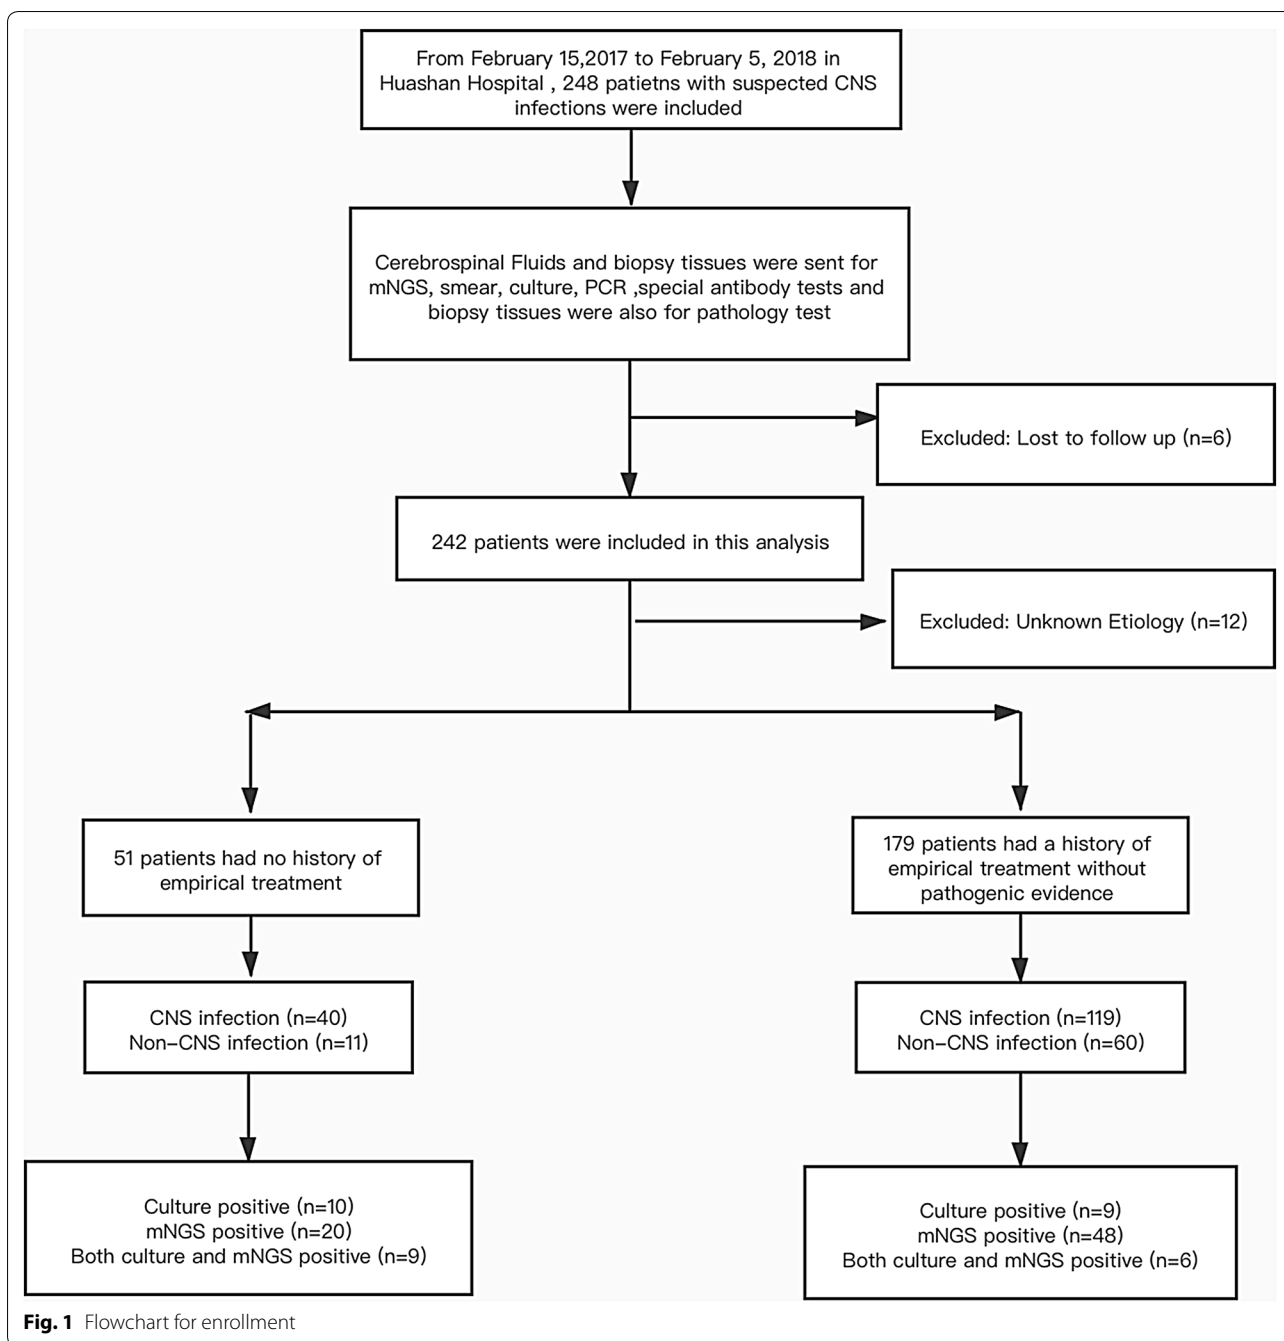 From February 15,2017 to February 5, 2018 in
Huashan Hospital , 248 patietns with suspected CNS
infections were included
Cerebrospinal Fluids and biopsy tissues were sent for
mNGS, smear, culture, PCR ,special antibody tests and
biopsy tissues were also for pathology test
Excluded: Lost to follow up (n=6)
242 patients were included in this analysis
Excluded: Unknown Etiology (n=12)
51 patients had no history of
empirical treatment
179 patients had a history of
empirical treatment without
pathogenic evidence
CNS infection (n=40)
Non–CNS infection (n=11)
CNS infection (n=119)
Non–CNS infection (n=60)
Culture positive (n=10)
mNGS positive (n=20)
Both culture and mNGS positive (n=9)
Culture positive (n=9)
mNGS positive (n=48)
Both culture and mNGS positive (n=6)
Fig. 1 Flowchart for enrollment